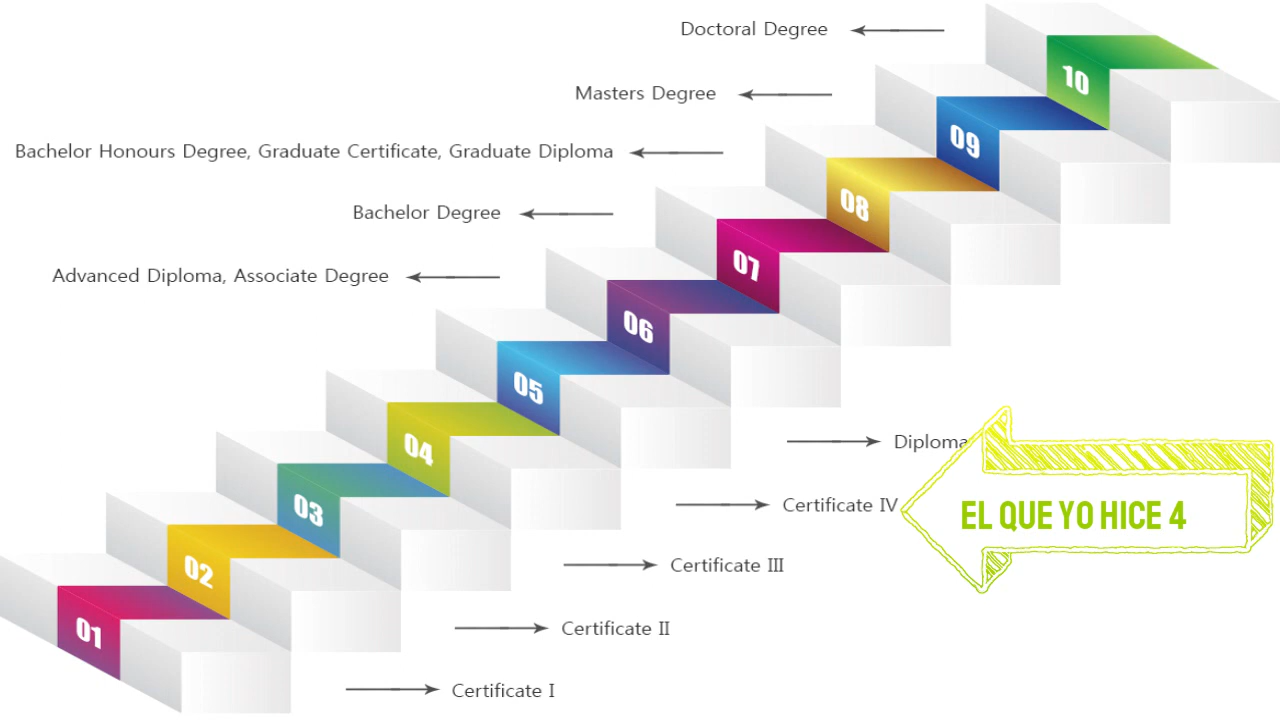 Doctoral Degree
10
Masters Degree
09
Bachelor Honours Degree, Graduate Certificate, Graduate Diploma
08
Bachelor Degree
07
Advanced Diploma, Associate Degree
06
05
Diploma
04
Certificate IV
EL QUE YO HICE 4
03
Certificate III
02
Certificate II
01
Certificate I